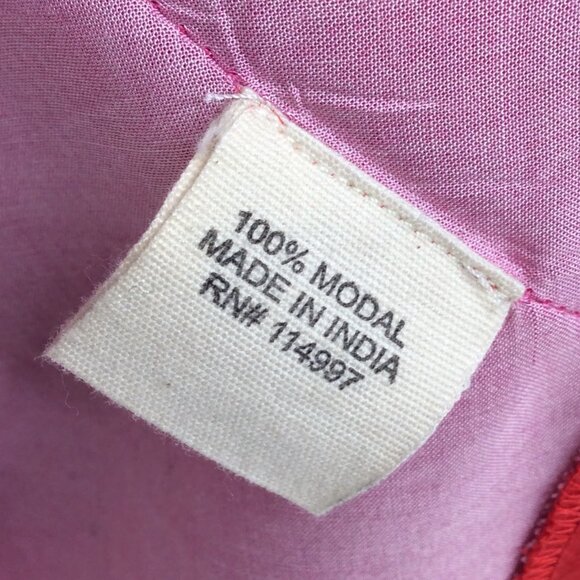 100% MODAL
MADE IN INDIA
RN# 114997